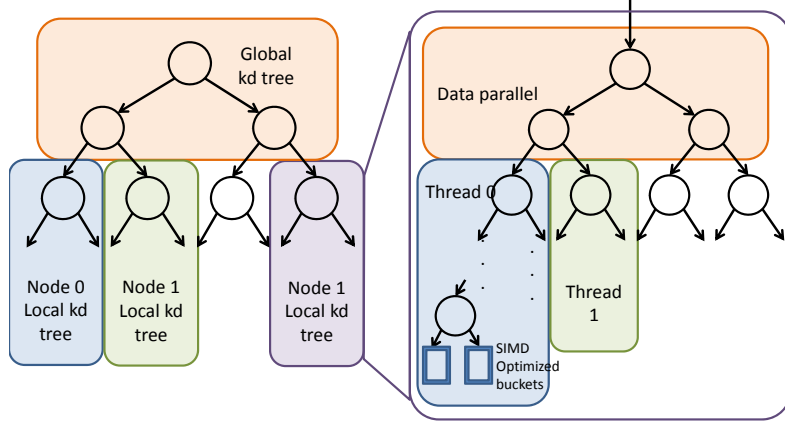 Global
kd tree
Node 0
Local kd
tree
Node 1
Local kd
tree
Node 1
Local kd
tree
Data parallel
Thread 0
Thread
1
SIMD
Optimized
buckets